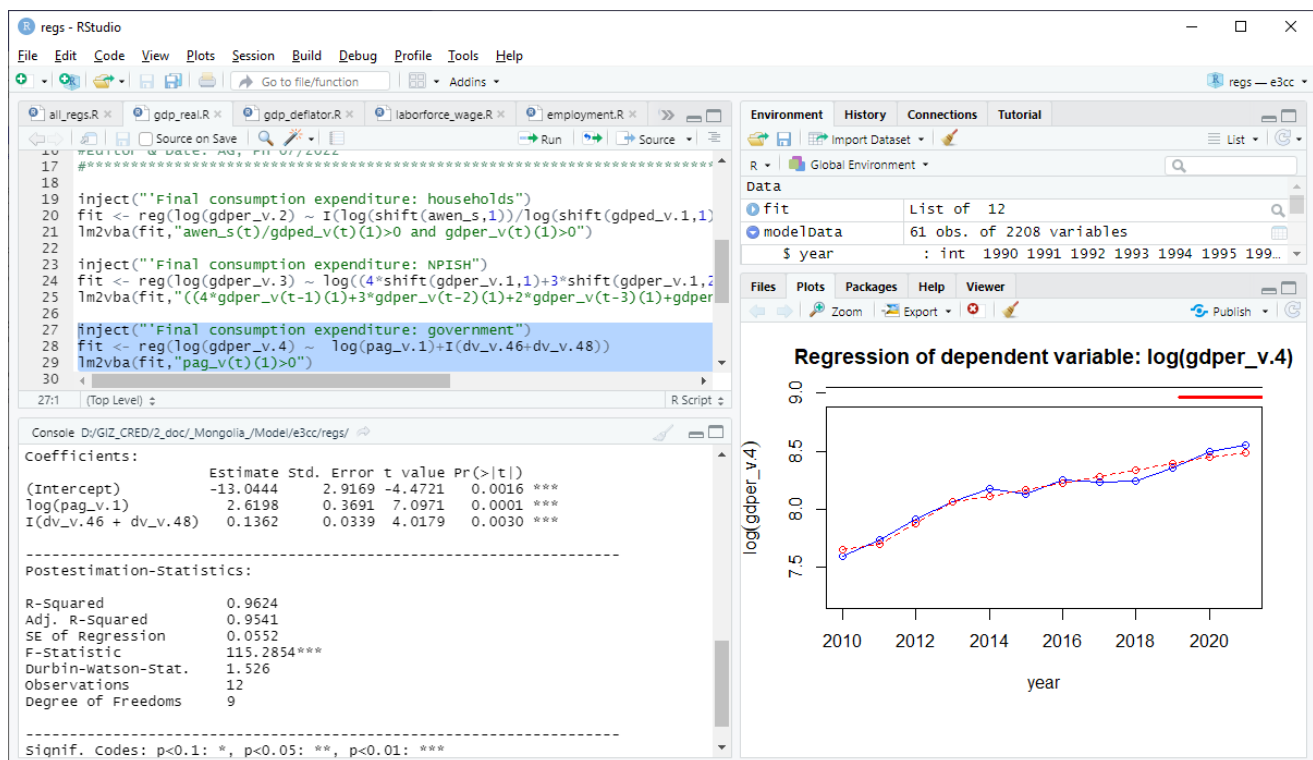 regs - RStudio
File Edit Code View Plots Session Build Debug Profile Tools Help
Go to file/function Addins regs — e3cc
all_regs.R gdp_real.R gdp_deflator.R laborforce_wage.R employment.R
Source on Save Run Source
16 #Editor & Date: AG, PH 07/2022
17 #************************************************************************
18
19 inject("'Final consumption expenditure: households")
20 fit <- reg(log(gdper_v.2) ~ I(log(shift(awen_s,1))/log(shift(gdped_v.1,1)
21 lm2vba(fit,"awen_s(t)/gdped_v(t)(1)>0 and gdper_v(t)(1)>0")
22
23 inject("'Final consumption expenditure: NPISH")
24 fit <- reg(log(gdper_v.3) ~ log((4*shift(gdper_v.1,1)+3*shift(gdper_v.1,2
25 lm2vba(fit,"((4*gdper_v(t-1)(1)+3*gdper_v(t-2)(1)+2*gdper_v(t-3)(1)+gdper
26
27 inject("'Final consumption expenditure: government")
28 fit <- reg(log(gdper_v.4) ~ log(pag_v.1)+I(dv_v.46+dv_v.48))
29 lm2vba(fit,"pag_v(t)(1)>0")
30
27:1 (Top Level) R Script
Console D:/GIZ_CRED/2_doc/_Mongolia_/Model/e3cc/regs/
Coefficients:
Estimate Std. Error t value Pr(>|t|)
(Intercept) -13.0444 2.9169 -4.4721 0.0016 ***
log(pag_v.1) 2.6198 0.3691 7.0971 0.0001 ***
I(dv_v.46 + dv_v.48) 0.1362 0.0339 4.0179 0.0030 ***
--------------------------------------------------------------------
Postestimation-Statistics:
R-Squared 0.9624
Adj. R-Squared 0.9541
SE of Regression 0.0552
F-Statistic 115.2854***
Durbin-Watson-Stat. 1.526
Observations 12
Degree of Freedoms 9
--------------------------------------------------------------------
Signif. Codes: p<0.1: *, p<0.05: **, p<0.01: ***
Environment History Connections Tutorial
Import Dataset List
R Global Environment
Data
fit List of 12
modelData 61 obs. of 2208 variables
$ year : int 1990 1991 1992 1993 1994 1995 199…
Files Plots Packages Help Viewer
Zoom Export Publish
Regression of dependent variable: log(gdper_v.4)
9.0
8.5
8.0
7.5
log(gdper_v.4)
2010 2012 2014 2016 2018 2020
year